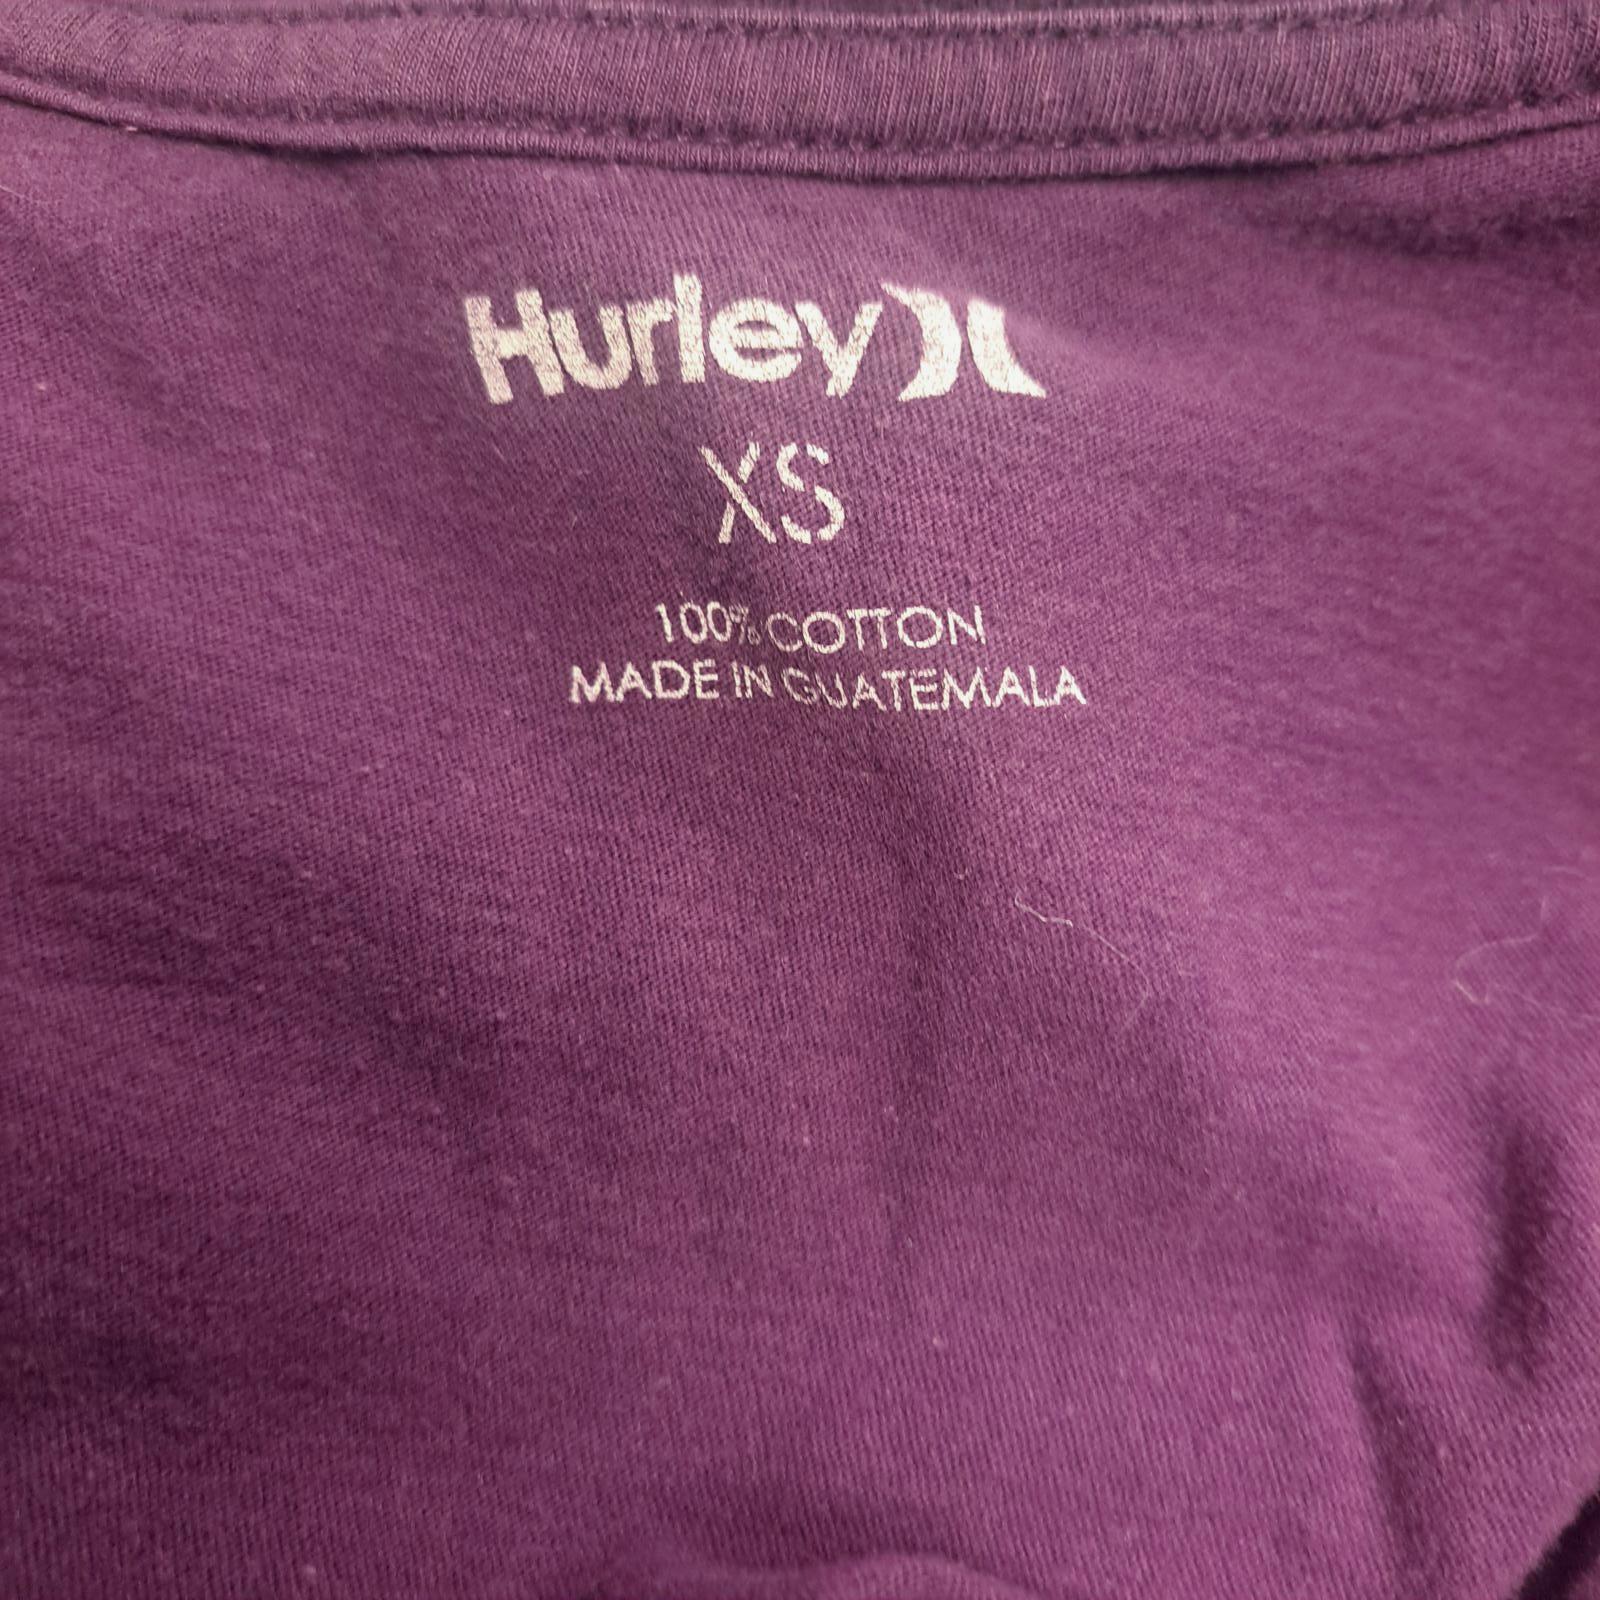 Hurley
XS
100% COTTON
MADE IN GUATEMALA